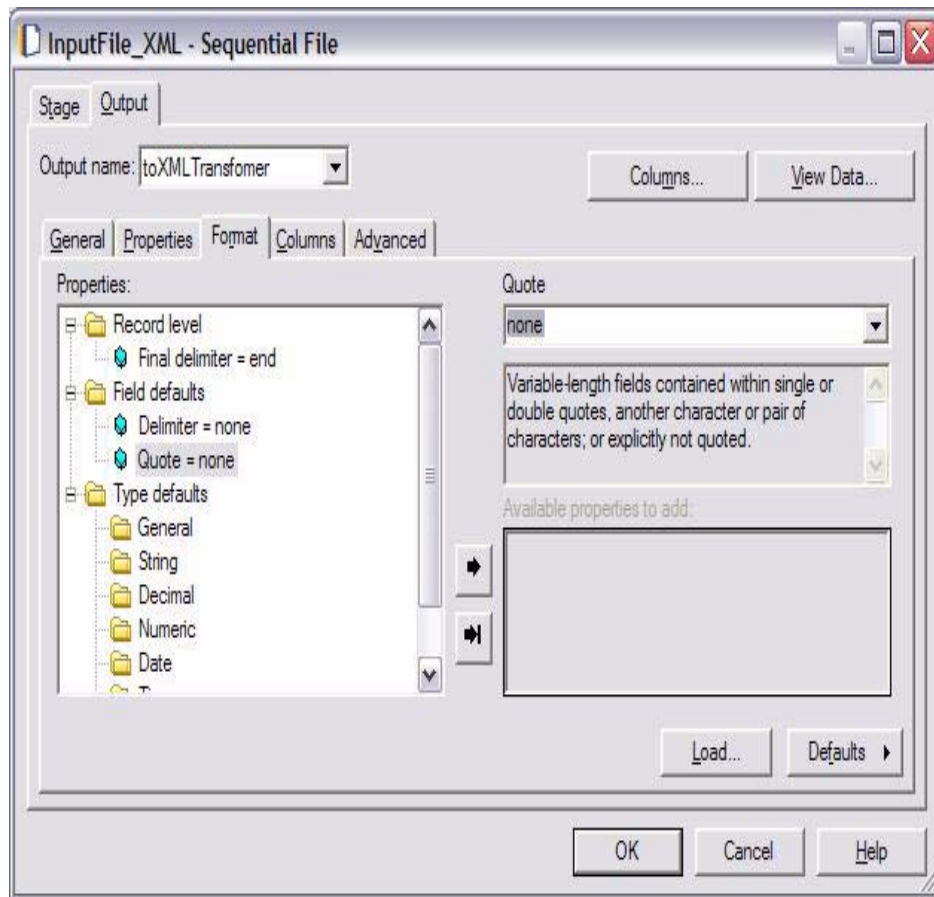 InputFile_XML - Sequential File
Stage Output
Output name: toXMLTransfomer
Columns... View Data...
General Properties Format Columns Advanced
Properties:
Record level
Final delimiter = end
Field defaults
Delimiter = none
Quote = none
Type defaults
General
String
Decimal
Numeric
Date
Quote
none
Variable-length fields contained within single or
double quotes, another character or pair of
characters; or explicitly not quoted.
Available properties to add:
Load... Defaults
OK Cancel Help